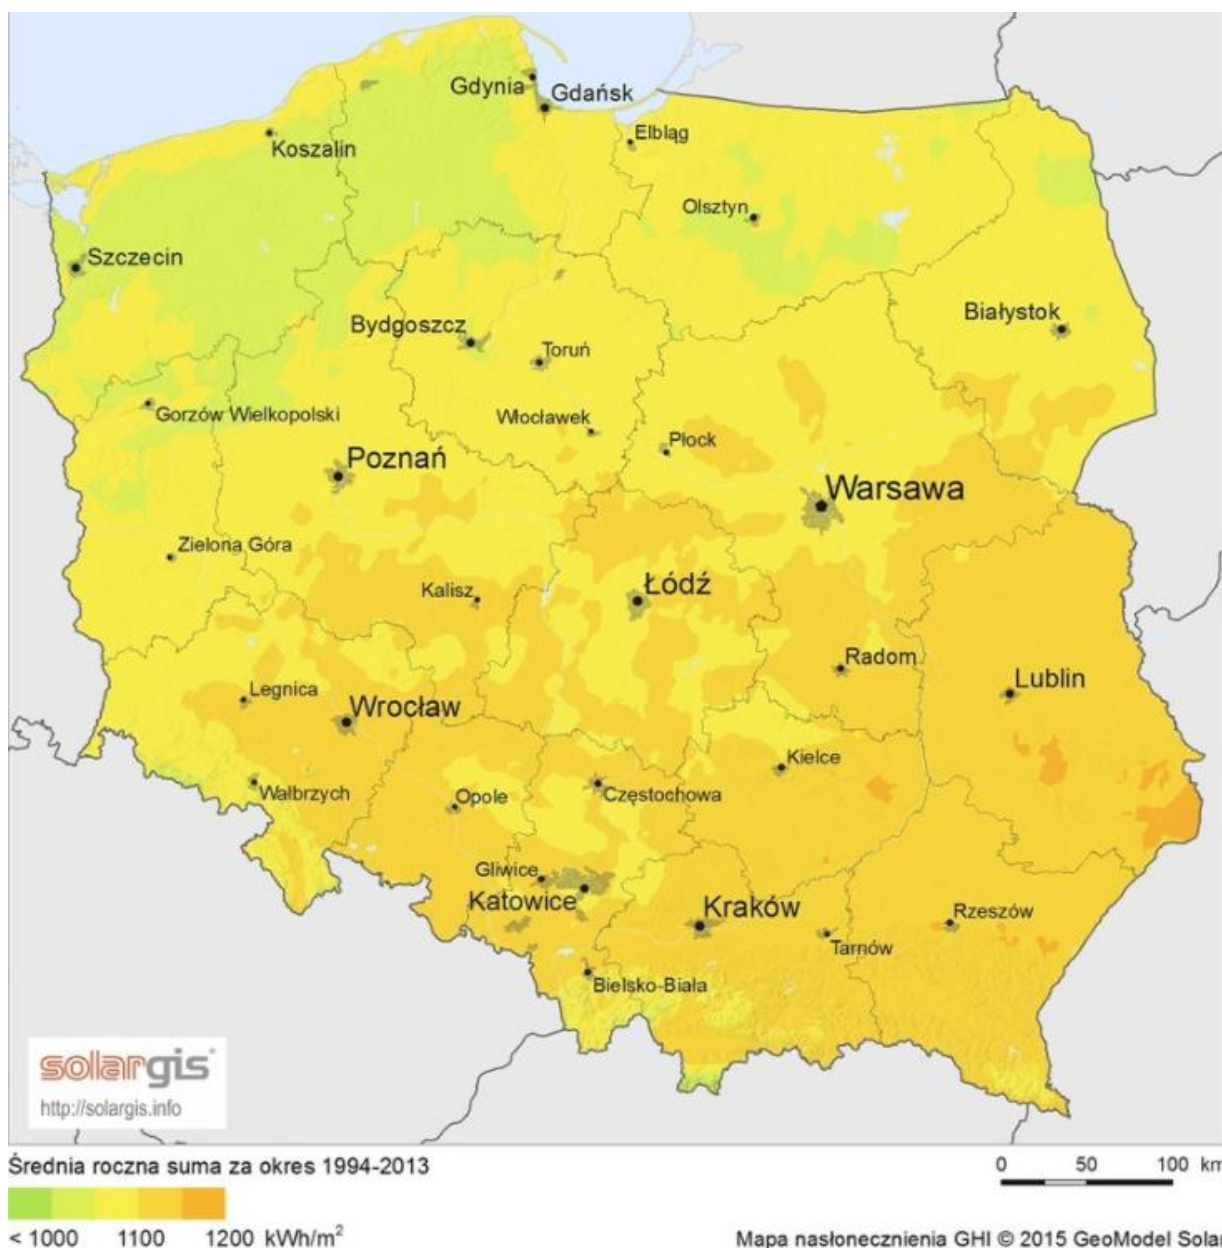 Gdynia
Gdańsk
Elbląg
Koszalin
Olsztyn
Szczecin
Białystok
Bydgoszcz
Toruń
Gorzów Wielkopolski
Włocławek
Płock
Poznań
Warsawa
Zielona Góra
Kalisz
Łódź
Radom
Lublin
Legnica
Wrocław
Kielce
Wałbrzych
Opole
Częstochowa
Gliwice
Katowice
Kraków
Rzeszów
Tarnów
Bielsko-Biała
solargis
http://solargis.info
Średnia roczna suma za okres 1994-2013
0 50 100 km
< 1000 1100 1200 kWh/m²
Mapa nasłonecznienia GHI © 2015 GeoModel Solar